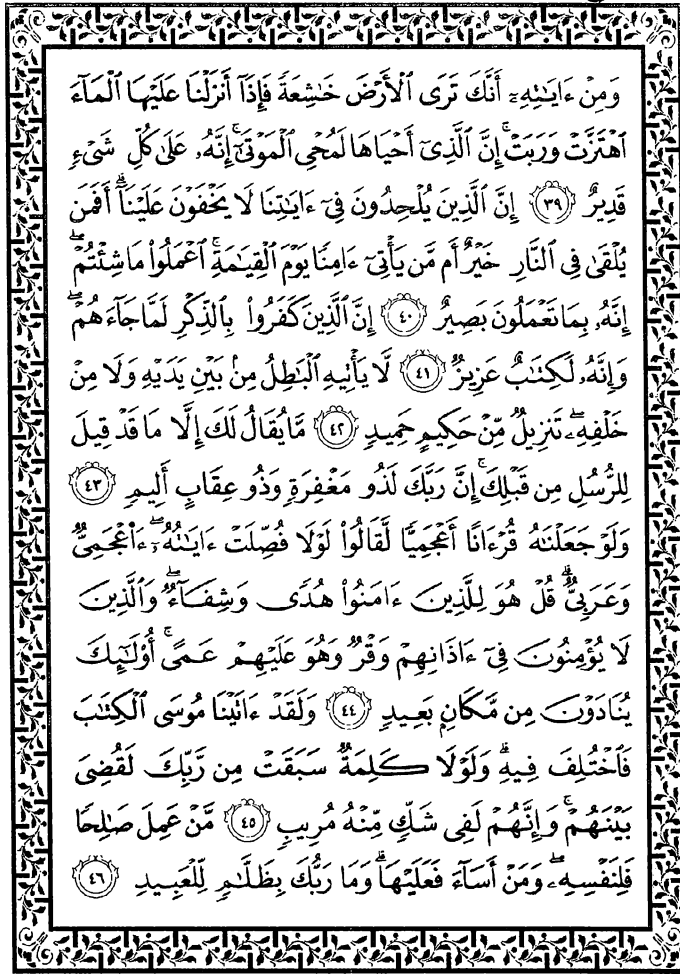 وَمِنْ ءَايَٰتِهِۦٓ أَنَّكَ تَرَى ٱلْأَرْضَ خَٰشِعَةً فَإِذَآ أَنزَلْنَا عَلَيْهَا ٱلْمَآءَ
ٱهْتَزَّتْ وَرَبَتْ ۚ إِنَّ ٱلَّذِىٓ أَحْيَاهَا لَمُحْىِ ٱلْمَوْتَىٰٓ ۚ إِنَّهُۥ عَلَىٰ كُلِّ شَىْءٍ
قَدِيرٌ ٣٩ إِنَّ ٱلَّذِينَ يُلْحِدُونَ فِىٓ ءَايَٰتِنَا لَا يَخْفَوْنَ عَلَيْنَآ ۗ أَفَمَن
يُلْقَىٰ فِى ٱلنَّارِ خَيْرٌ أَم مَّن يَأْتِىٓ ءَامِنًا يَوْمَ ٱلْقِيَٰمَةِ ۚ ٱعْمَلُوا۟ مَا شِئْتُمْ ۖ
إِنَّهُۥ بِمَا تَعْمَلُونَ بَصِيرٌ ٤٠ إِنَّ ٱلَّذِينَ كَفَرُوا۟ بِٱلذِّكْرِ لَمَّا جَآءَهُمْ ۖ
وَإِنَّهُۥ لَكِتَٰبٌ عَزِيزٌ ٤١ لَّا يَأْتِيهِ ٱلْبَٰطِلُ مِنۢ بَيْنِ يَدَيْهِ وَلَا مِنْ
خَلْفِهِۦ ۖ تَنزِيلٌ مِّنْ حَكِيمٍ حَمِيدٍ ٤٢ مَّا يُقَالُ لَكَ إِلَّا مَا قَدْ قِيلَ
لِلرُّسُلِ مِن قَبْلِكَ ۚ إِنَّ رَبَّكَ لَذُو مَغْفِرَةٍ وَذُو عِقَابٍ أَلِيمٍ ٤٣
وَلَوْ جَعَلْنَٰهُ قُرْءَانًا أَعْجَمِيًّا لَّقَالُوا۟ لَوْلَا فُصِّلَتْ ءَايَٰتُهُۥٓ ۖ ءَا۬عْجَمِىٌّ
وَعَرَبِىٌّ ۗ قُلْ هُوَ لِلَّذِينَ ءَامَنُوا۟ هُدًى وَشِفَآءٌ ۖ وَٱلَّذِينَ
لَا يُؤْمِنُونَ فِىٓ ءَاذَانِهِمْ وَقْرٌ وَهُوَ عَلَيْهِمْ عَمًى ۚ أُو۟لَٰٓئِكَ
يُنَادَوْنَ مِن مَّكَانٍۭ بَعِيدٍ ٤٤ وَلَقَدْ ءَاتَيْنَا مُوسَى ٱلْكِتَٰبَ
فَٱخْتُلِفَ فِيهِ ۗ وَلَوْلَا كَلِمَةٌ سَبَقَتْ مِن رَّبِّكَ لَقُضِىَ
بَيْنَهُمْ ۚ وَإِنَّهُمْ لَفِى شَكٍّ مِّنْهُ مُرِيبٍ ٤٥ مَّنْ عَمِلَ صَٰلِحًا
فَلِنَفْسِهِۦ ۖ وَمَنْ أَسَآءَ فَعَلَيْهَا ۗ وَمَا رَبُّكَ بِظَلَّٰمٍ لِّلْعَبِيدِ ٤٦